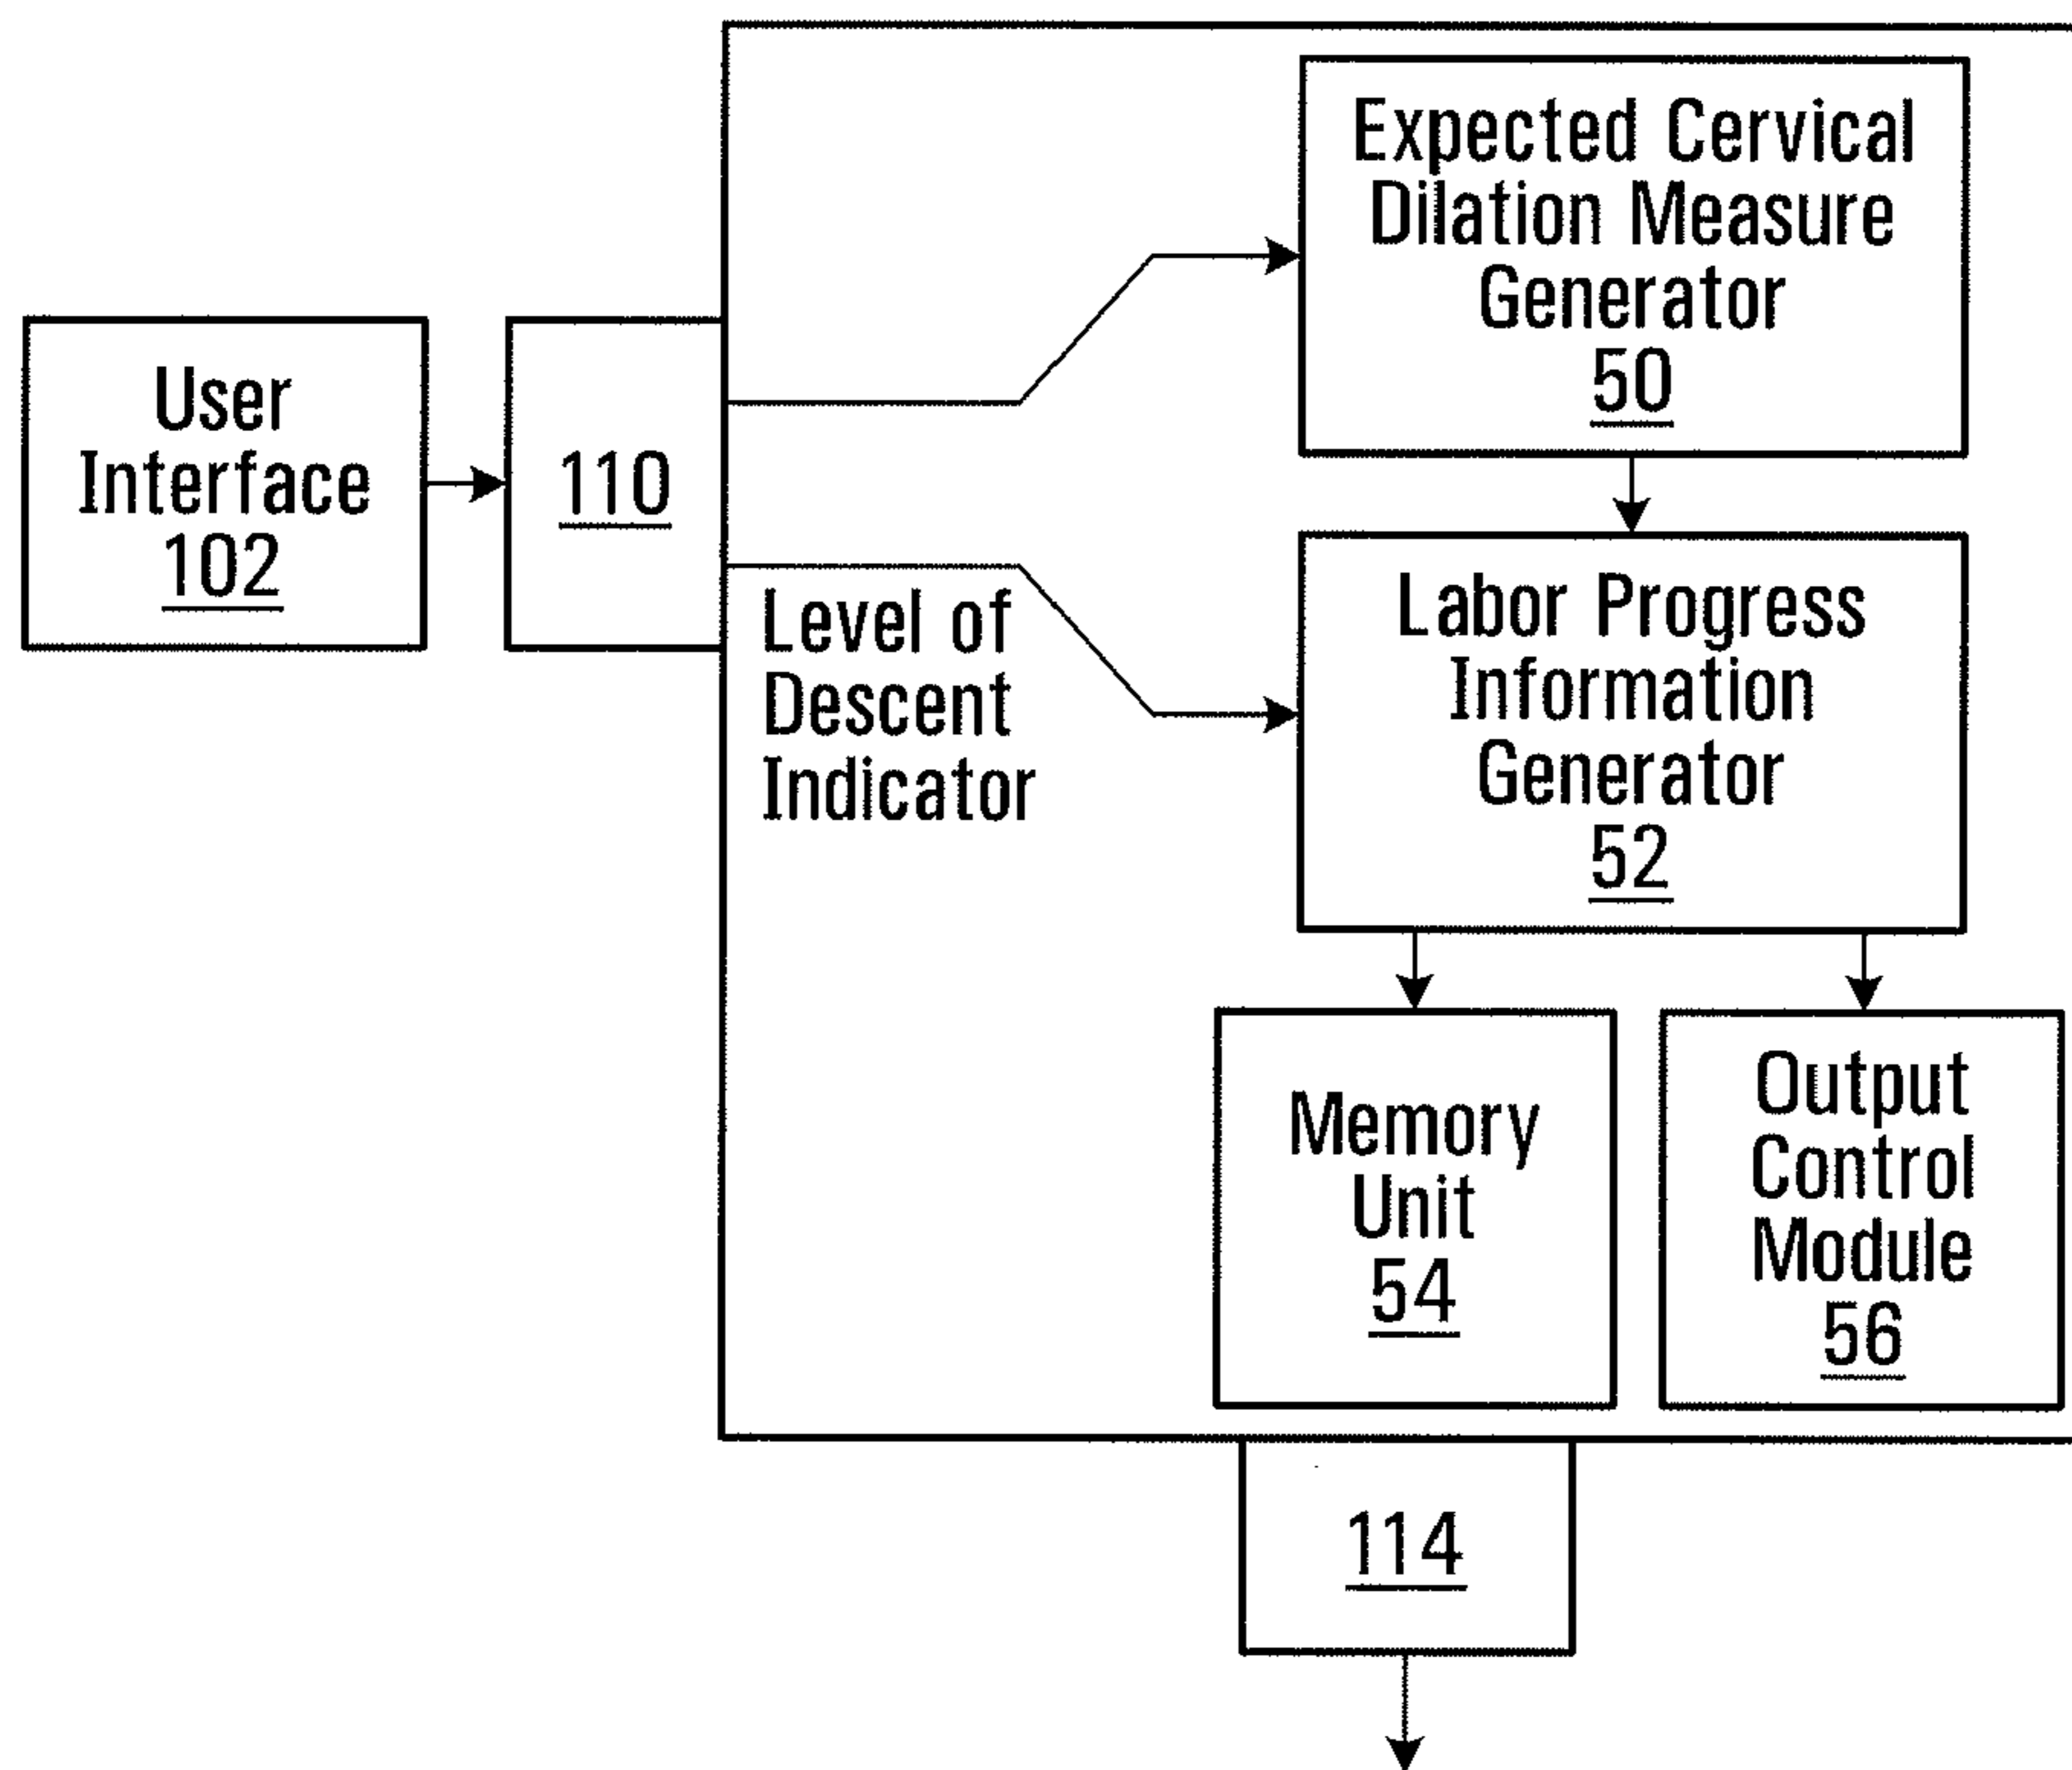 User
Interface
102
110
Expected Cervical
Dilation Measure
Generator
50
Level of
Descent
Indicator
Labor Progress
Information
Generator
52
Memory
Unit
54
Output
Control
Module
56
114